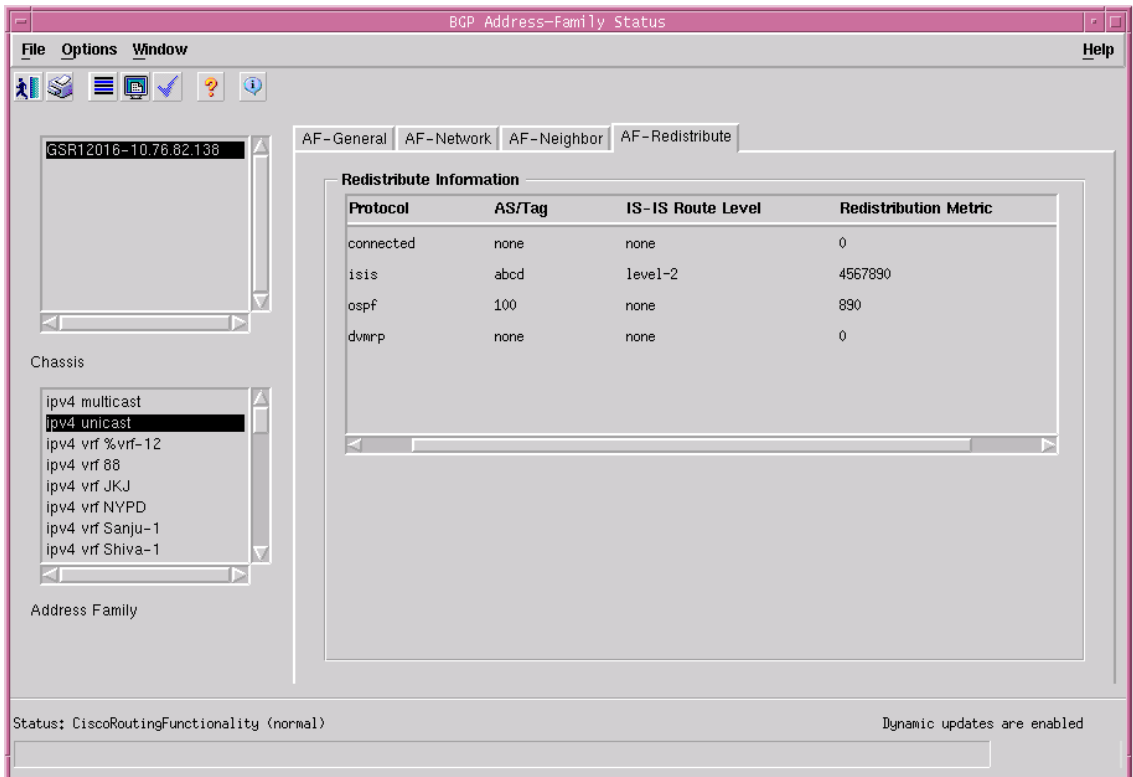 BGP Address-Family Status
File Options Window Help
AF-General AF-Network AF-Neighbor AF-Redistribute
GSR12016-10.76.82.138
Chassis
ipv4 multicast
ipv4 unicast
ipv4 vrf %vrf-12
ipv4 vrf 88
ipv4 vrf JKJ
ipv4 vrf NYPD
ipv4 vrf Sanju-1
ipv4 vrf Shiva-1
Address Family
Redistribute Information
Protocol AS/Tag IS-IS Route Level Redistribution Metric
connected none none 0
isis abcd level-2 4567890
ospf 100 none 890
dvmrp none none 0
Status: CiscoRoutingFunctionality (normal) Dynamic updates are enabled